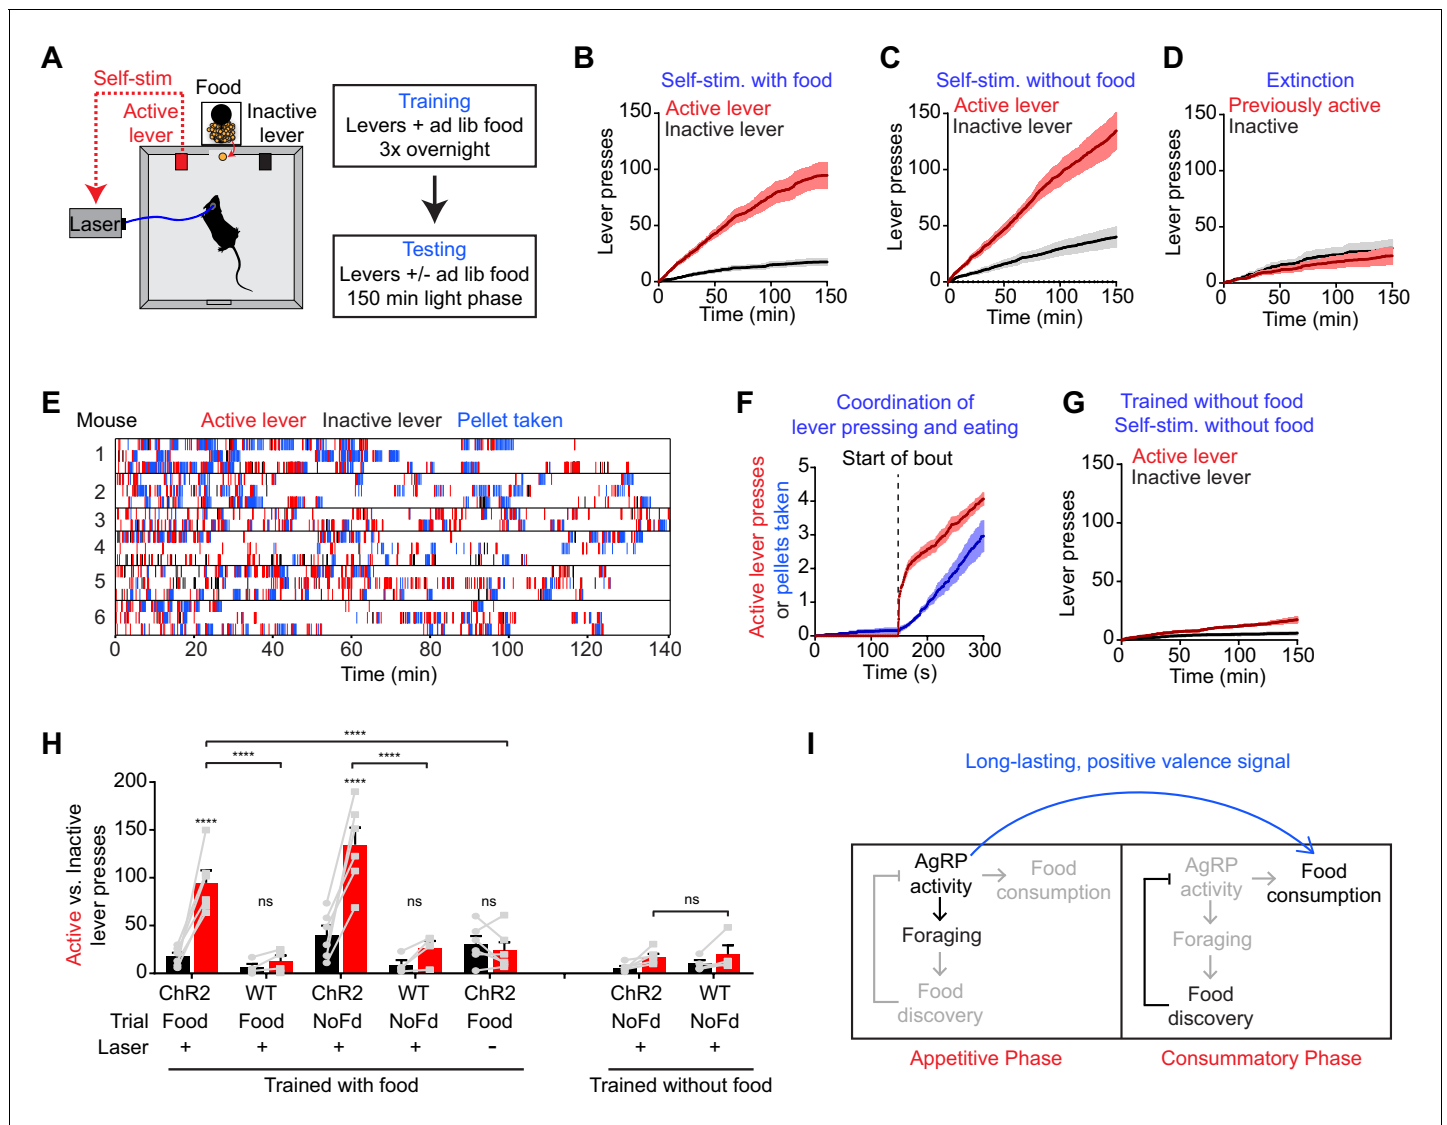 A
Self-stim
Food
Active
lever
Inactive
lever
Laser
Training
Levers + ad lib food
3x overnight
Testing
Levers +/- ad lib food
150 min light phase
B
Self-stim. with food
Active lever
Inactive lever
Lever presses
150
100
50
0
0 50 100 150
Time (min)
C
Self-stim. without food
Active lever
Inactive lever
Lever presses
150
100
50
0
0 50 100 150
Time (min)
D
Extinction
Previously active
Inactive
Lever presses
150
100
50
0
0 50 100 150
Time (min)
E
Mouse Active lever Inactive lever Pellet taken
1
2
3
4
5
6
0 20 40 60 80 100 120 140
Time (min)
F
Coordination of
lever pressing and eating
Start of bout
Active lever presses
or pellets taken
5
4
3
2
1
0
0 200 300
Time (s)
G
Trained without food
Self-stim. without food
Active lever
Inactive lever
Lever presses
150
100
50
0
0 50 100 150
Time (min)
H
Active vs. Inactive
lever presses
200
150
100
50
0
****
**** ****
**** ns **** ns ns ns
ChR2 WT ChR2 WT ChR2 ChR2 WT
Trial Food Food NoFd NoFd Food NoFd NoFd
Laser + + + + - + +
Trained with food Trained without food
I
Long-lasting, positive valence signal
AgRP
activity
Food
consumption
Foraging
Food
discovery
Appetitive Phase
AgRP
activity
Food
consumption
Foraging
Food
discovery
Consummatory Phase